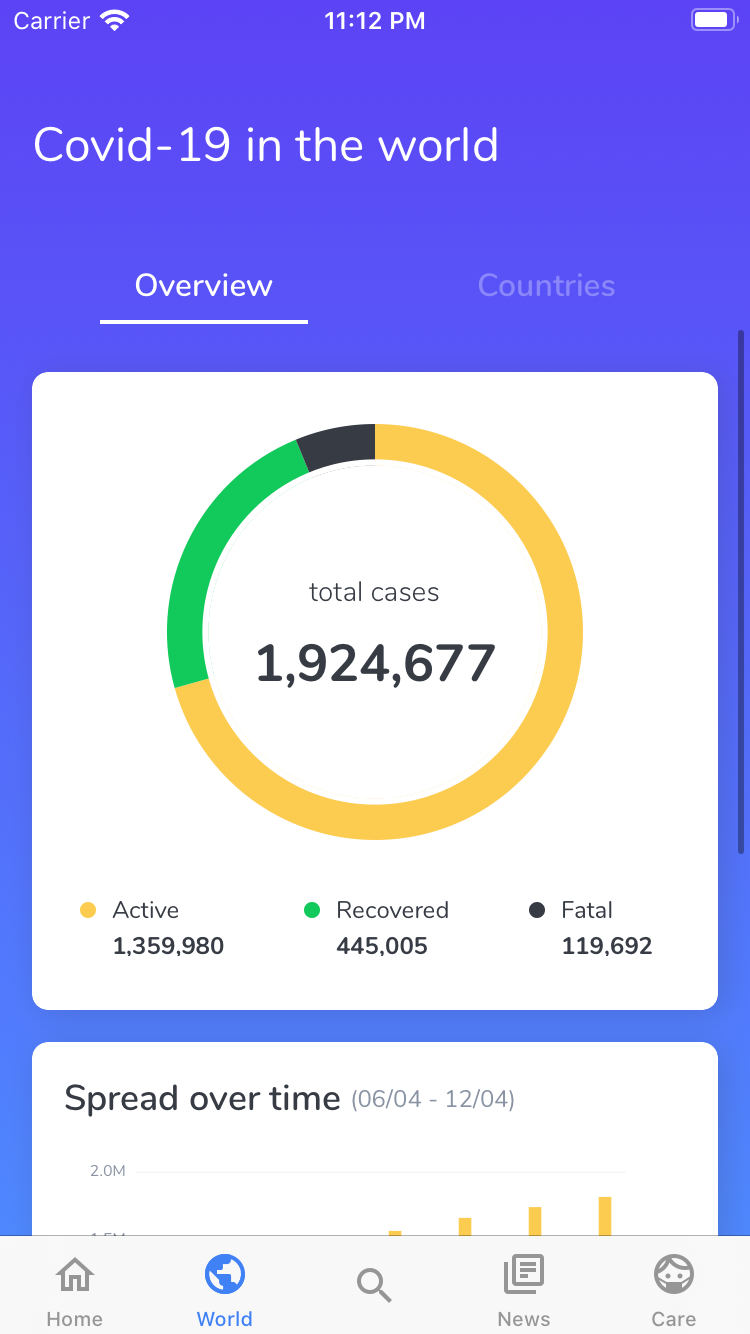 Carrier 11:12 PM
Covid-19 in the world
Overview Countries
total cases
1,924,677
Active Recovered Fatal
1,359,980 445,005 119,692
Spread over time (06/04 - 12/04)
2.0M
Home World News Care